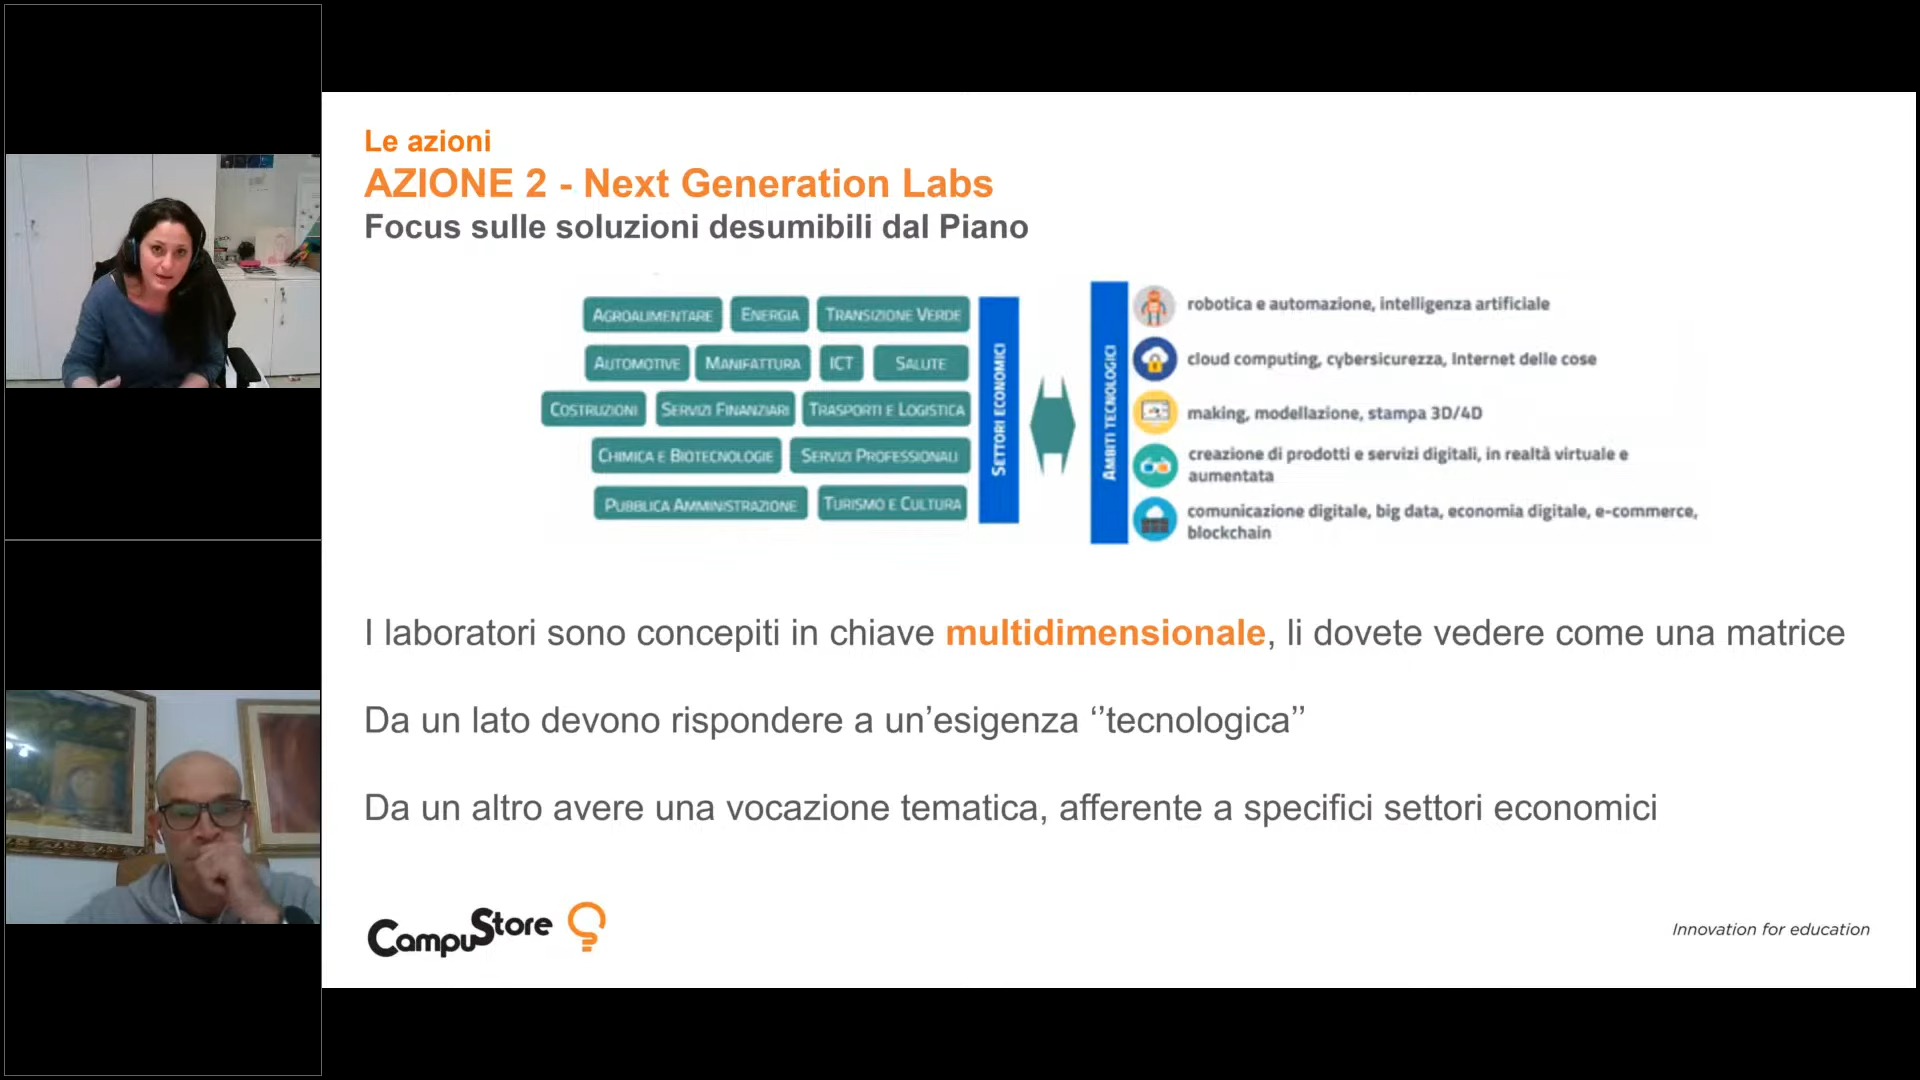 Le azioni
AZIONE 2 - Next Generation Labs
Focus sulle soluzioni desumibili dal Piano
AGROALIMENTARE ENERGIA TRANSIZIONE VERDE
AUTOMOTIVE MANIFATTURA ICT SALUTE
COSTRUZIONI SERVIZI FINANZIARI TRASPORTI E LOGISTICA
CHIMICA E BIOTECNOLOGIE SERVIZI PROFESSIONALI
PUBBLICA AMMINISTRAZIONE TURISMO E CULTURA
SETTORI ECONOMICI
AMBITI TECNOLOGICI
robotica e automazione, intelligenza artificiale
cloud computing, cybersicurezza, Internet delle cose
making, modellazione, stampa 3D/4D
creazione di prodotti e servizi digitali, in realtà virtuale e
aumentata
comunicazione digitale, big data, economia digitale, e-commerce,
blockchain
I laboratori sono concepiti in chiave multidimensionale, li dovete vedere come una matrice
Da un lato devono rispondere a un’esigenza ‘’tecnologica’’
Da un altro avere una vocazione tematica, afferente a specifici settori economici
CampuStore
Innovation for education